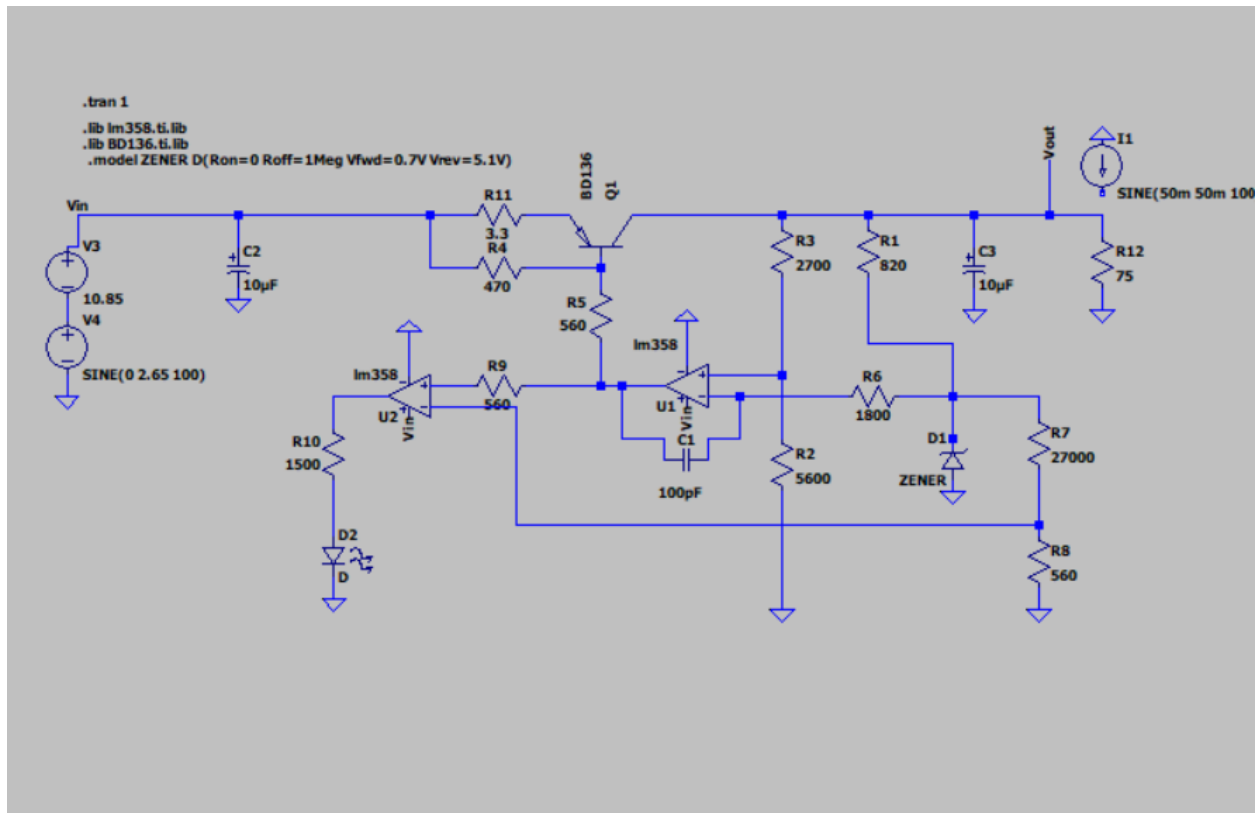 .tran 1
.lib lm358.ti.lib
.lib BD136.ti.lib
.model ZENER D(Ron=0 Roff=1Meg Vfwd=0.7V Vrev=5.1V)
BD136
Q1
Vout
I1
SINE(50m 50m 100
Vin
R11
3.3
R4
470
V3
10.85
C2
10µF
R3
2700
R1
820
C3
10µF
R12
75
V4
SINE(0 2.65 100)
R5
560
lm358
U1
Vin
lm358
U2
Vin
R9
560
C1
100pF
R6
1800
R10
1500
R2
5600
D1
ZENER
R7
27000
D2
D
R8
560